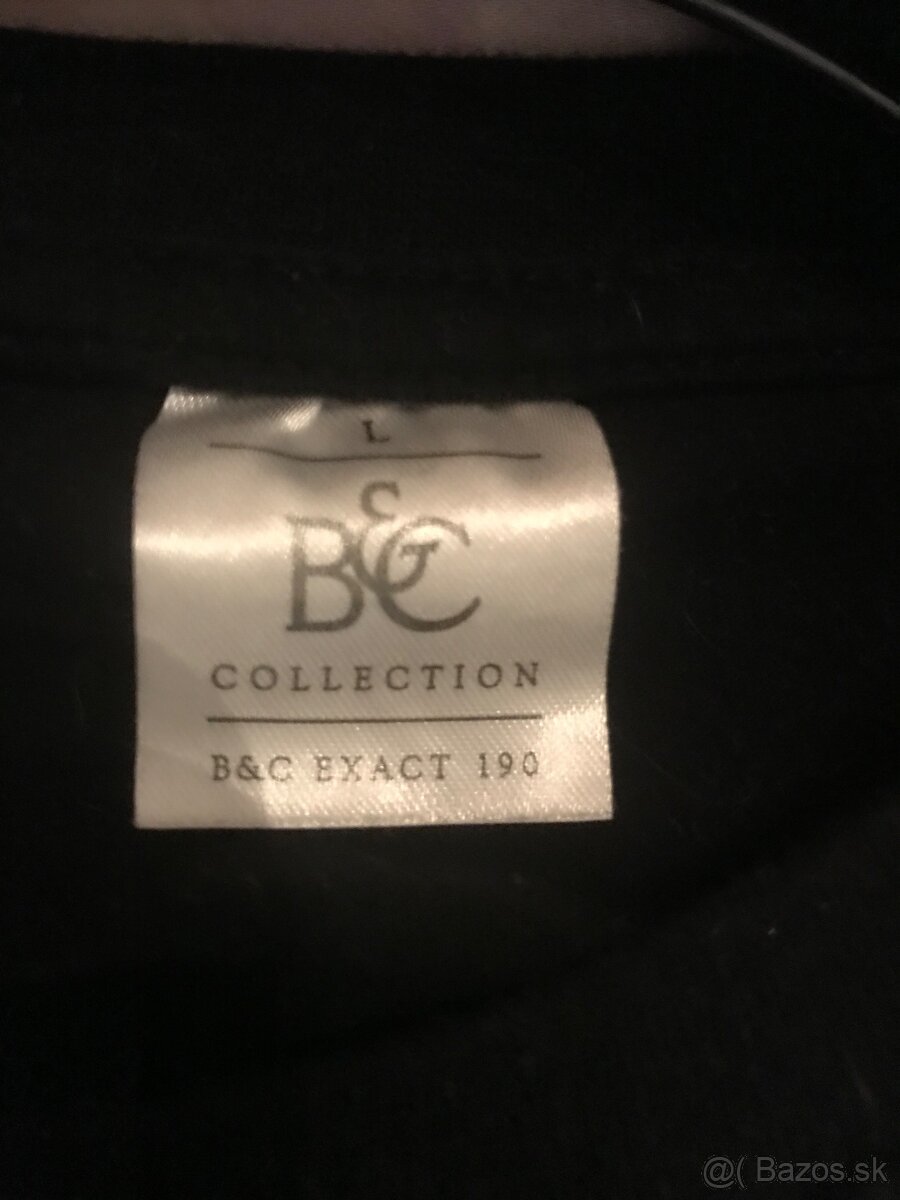 L
B&C
COLLECTION
B&C EXACT 190
@( Bazos.sk